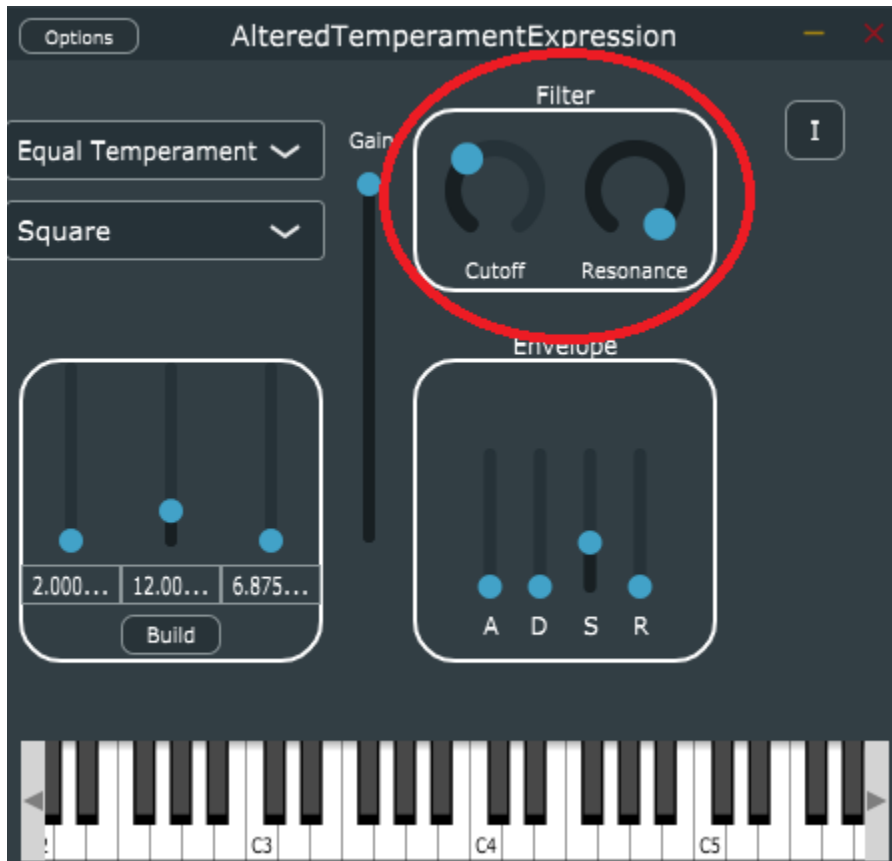 Options
AlteredTemperamentExpression
Filter
I
Equal Temperament
Gain
Square
Cutoff Resonance
Envelope
2.000... 12.00... 6.875...
Build
A D S R
C3 C4 C5